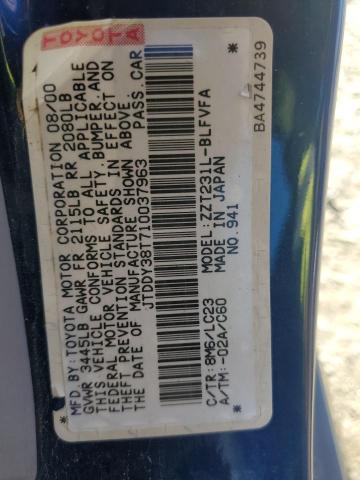 TOYOTA
TOYOTA
MFD.BY:TOYOTA MOTOR CORPORATION 08/00
GVWR 3445LB GAWR FR 2115LB RR 2080LB
THIS VEHICLE CONFORMS TO ALL APPLICABLE
FEDERAL MOTOR VEHICLE SAFETY, BUMPER, AND
THEFT PREVENTION STANDARDS IN EFFECT ON
THE DATE OF MANUFACTURE SHOWN ABOVE.
JTDDY38T710037963 PASS. CAR
C/TR: 8M6/LC23 MODEL: ZZT231L-BLFVFA
A/TM:-02A/C60 MADE IN JAPAN
NO.941
* BA4744739 *